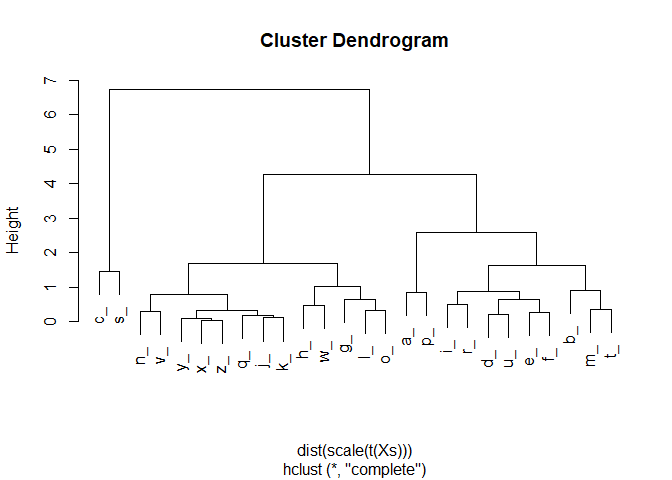 Cluster Dendrogram
Height
0 1 2 3 4 5 6 7
c_ s_ n_ v_ y_ x_ z_ q_ j_ k_ h_ w_ g_ l_ o_ a_ p_ i_ r_ d_ u_ e_ f_ b_ m_ t_
dist(scale(t(Xs)))
hclust (*, "complete")